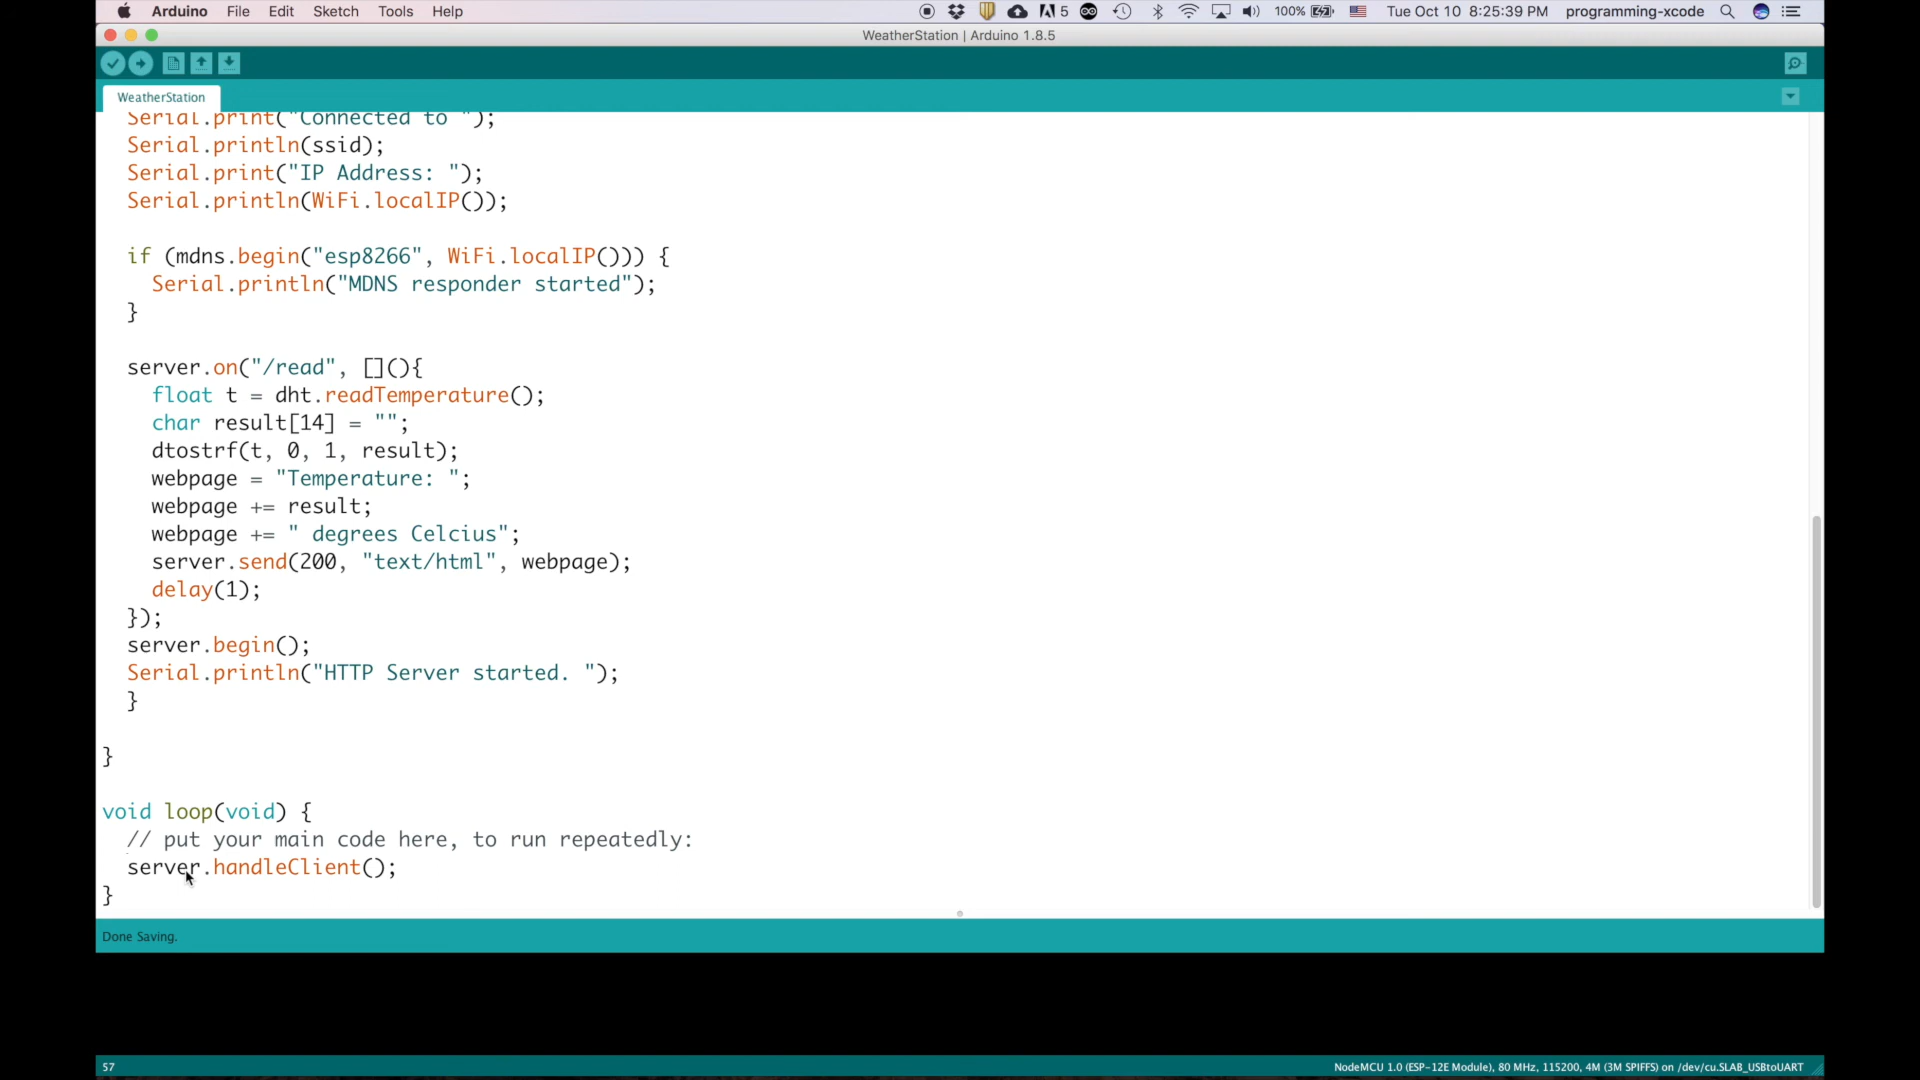 Arduino File Edit Sketch Tools Help 5 100% Tue Oct 10 8:25:39 PM programming-xcode
WeatherStation | Arduino 1.8.5
WeatherStation
Serial.print("Connected to ");
Serial.println(ssid);
Serial.print("IP Address: ");
Serial.println(WiFi.localIP());
if (mdns.begin("esp8266", WiFi.localIP())) {
Serial.println("MDNS responder started");
}
server.on("/read", [](){
float t = dht.readTemperature();
char result[14] = "";
dtostrf(t, 0, 1, result);
webpage = "Temperature: ";
webpage += result;
webpage += " degrees Celcius";
server.send(200, "text/html", webpage);
delay(1);
});
server.begin();
Serial.println("HTTP Server started. ");
}
}
void loop(void) {
// put your main code here, to run repeatedly:
server.handleClient();
}
Done Saving.
57 NodeMCU 1.0 (ESP-12E Module), 80 MHz, 115200, 4M (3M SPIFFS) on /dev/cu.SLAB_USBtoUART